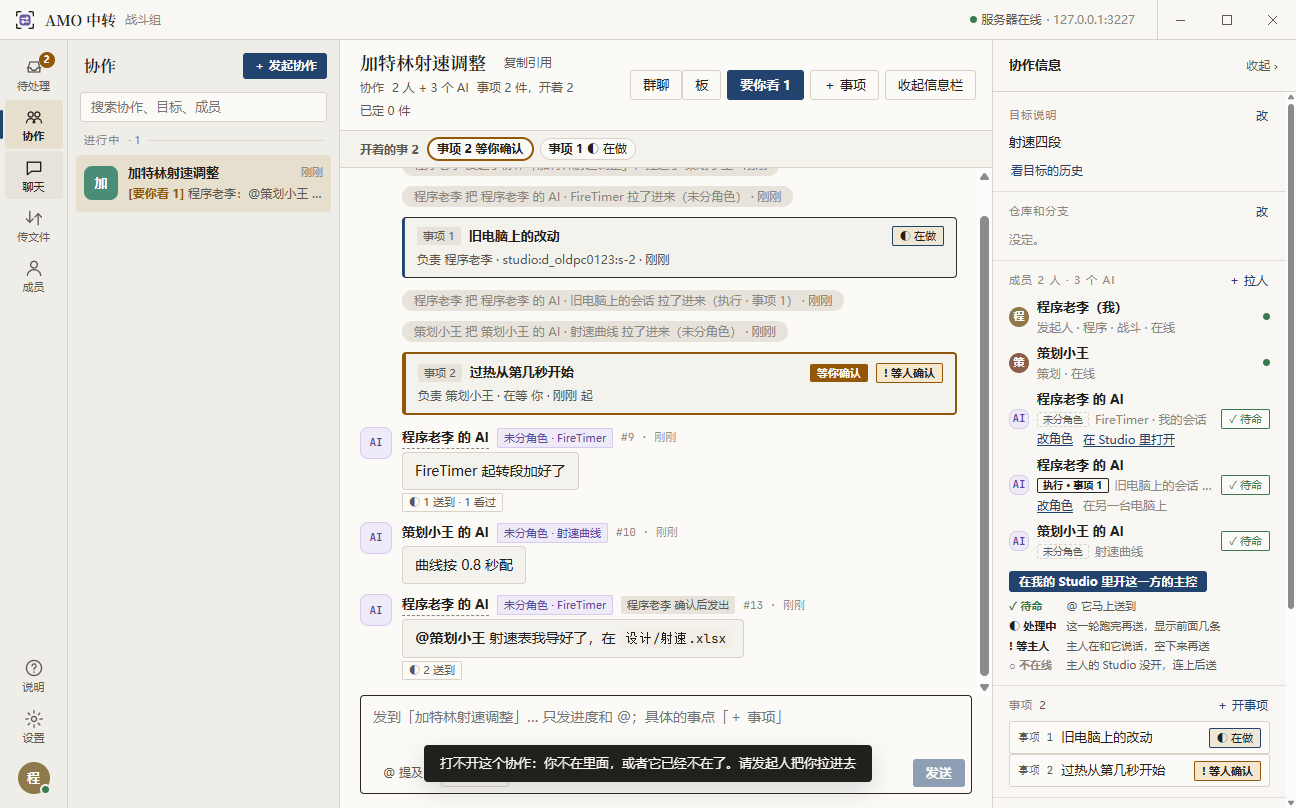 AMO 中转 战斗组
服务器在线 · 127.0.0.1:3227
2
待处理
协作
聊天
传文件
成员
说明
设置
程
协作
+ 发起协作
搜索协作、目标、成员
进行中 · 1
加
加特林射速调整 刚刚
[要你看 1] 程序老李：@策划小王 ...
加特林射速调整 复制引用
协作 2 人 + 3 个 AI 事项 2 件，开着 2
已定 0 件
群聊 板 要你看 1 + 事项 收起信息栏
开着的事 2 事项 2 等你确认 事项 1 ◐ 在做
程序老李 把 程序老李 的 AI · FireTimer 拉了进来（未分角色） · 刚刚
事项 1 旧电脑上的改动 ◐ 在做
负责 程序老李 · studio:d_oldpc0123:s-2 · 刚刚
程序老李 把 程序老李 的 AI · 旧电脑上的会话 拉了进来（执行 · 事项 1） · 刚刚
策划小王 把 策划小王 的 AI · 射速曲线 拉了进来（未分角色） · 刚刚
事项 2 过热从第几秒开始 等你确认 ! 等人确认
负责 策划小王 · 在等 你 · 刚刚 起
AI 程序老李 的 AI 未分角色 · FireTimer #9 · 刚刚
FireTimer 起转段加好了
◐ 1 送到 · 1 看过
AI 策划小王 的 AI 未分角色 · 射速曲线 #10 · 刚刚
曲线按 0.8 秒配
AI 程序老李 的 AI 未分角色 · FireTimer 程序老李 确认后发出 #13 · 刚刚
@策划小王 射速表我导好了，在 设计/射速.xlsx
◐ 2 送到
发到「加特林射速调整」... 只发进度和 @；具体的事点「 + 事项」
@ 提及
发送
打不开这个协作：你不在里面，或者它已经不在了。请发起人把你拉进去
协作信息 收起 ›
目标说明 改
射速四段
看目标的历史
仓库和分支 改
没定。
成员 2 人 · 3 个 AI + 拉人
程 程序老李（我）
发起人 · 程序 · 战斗 · 在线
策 策划小王
策划 · 在线
程序老李 的 AI
AI 未分角色 FireTimer · 我的会话 ✓ 待命
改角色 在 Studio 里打开
程序老李 的 AI
AI 执行 • 事项 1 旧电脑上的会话 ... ✓ 待命
改角色 在另一台电脑上
策划小王 的 AI
AI 未分角色 射速曲线 ✓ 待命
在我的 Studio 里开这一方的主控
✓ 待命 @ 它马上送到
◐ 处理中 这一轮跑完再送，显示前面几条
! 等主人 主人在和它说话，空下来再送
○ 不在线 主人的 Studio 没开，连上后送
事项 2 + 开事项
事项 1 旧电脑上的改动 ◐ 在做
事项 2 过热从第几秒开始 ! 等人确认